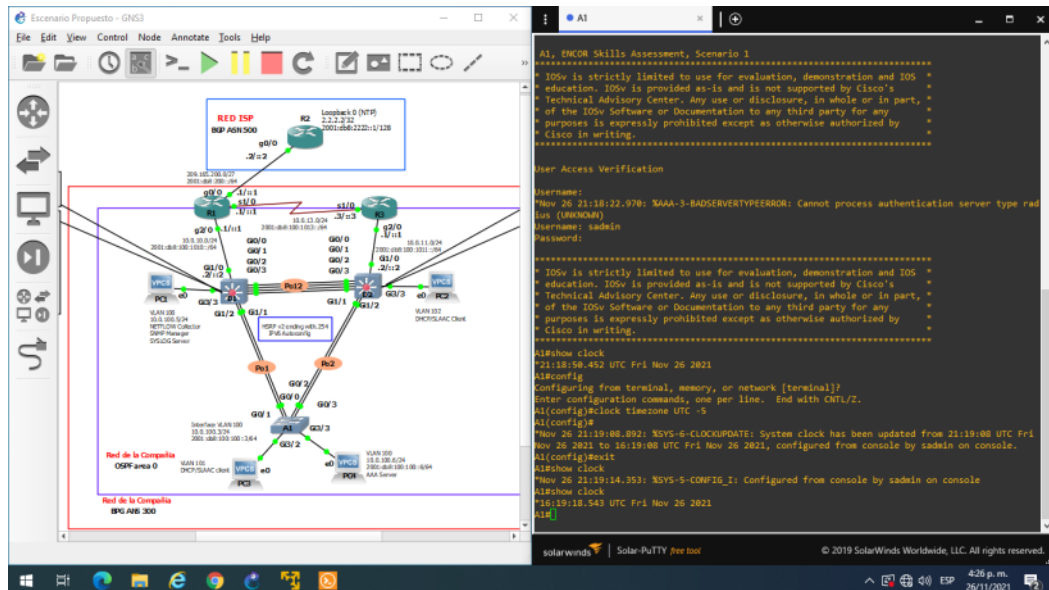 Escenario Propuesto - GNS3
File Edit View Control Node Annotate Tools Help
RED ISP
BGP ASN 500
R2
Loopback 0 (NTP)
2.2.2.2/32
2001:db8:2222::1/128
g0/0
.2/::2
209.165.200.0/27
2001:db8:200::/64
g0/0
.1/::1
s1/0
.1/::1
R1
s1/0
.3/::3
R3
10.0.13.0/24
2001:db8:100:1013::/64
g2/0
.1/::1
g2/0
.1/::1
10.0.10.0/24
2001:db8:100:1010::/64
10.0.11.0/24
2001:db8:100:1011::/64
G0/0
G0/1
G0/2
G0/3
G0/0
G0/1
G0/2
G0/3
G1/0
.2/::2
G1/0
.2/::2
D1
Po12
D2
VPCS
PC1
e0
G3/3
G1/2
G1/1
G1/1
G1/2
G3/3
e0
VPCS
PC2
VLAN 100
10.0.100.5/24
NETFLOW Collector
SNMP Manager
SYSLOG Server
HSRP v2 ending with .254
IPV6 Autoconfig
VLAN 102
DHCP/SLAAC Client
Po1
Po2
G0/2
G0/0
G0/3
G0/1
A1
G3/3
G3/2
Interface VLAN 100
10.0.100.3/24
2001:db8:100:100::3/64
Red de la Compañia
OSPF area 0
VLAN 101
DHCP/SLAAC client
VPCS
e0
PC3
e0
VPCS
PC4
VLAN 100
10.0.100.6/24
2001:db8:100:100::6/64
AAA Server
Red de la Compañia
BPG ANS 300
A1
A1, ENCOR Skills Assessment, Scenario 1
**************************************************************************
* IOSv is strictly limited to use for evaluation, demonstration and IOS *
* education. IOSv is provided as-is and is not supported by Cisco's *
* Technical Advisory Center. Any use or disclosure, in whole or in part, *
* of the IOSv Software or Documentation to any third party for any *
* purposes is expressly prohibited except as otherwise authorized by *
* Cisco in writing. *
**************************************************************************
User Access Verification
Username:
*Nov 26 21:18:22.970: %AAA-3-BADSERVERTYPEERROR: Cannot process authentication server type rad
ius (UNKNOWN)
Username: sadmin
Password:
**************************************************************************
* IOSv is strictly limited to use for evaluation, demonstration and IOS *
* education. IOSv is provided as-is and is not supported by Cisco's *
* Technical Advisory Center. Any use or disclosure, in whole or in part, *
* of the IOSv Software or Documentation to any third party for any *
* purposes is expressly prohibited except as otherwise authorized by *
* Cisco in writing. *
**************************************************************************
A1#show clock
*21:18:50.452 UTC Fri Nov 26 2021
A1#config
Configuring from terminal, memory, or network [terminal]?
Enter configuration commands, one per line. End with CNTL/Z.
A1(config)#clock timezone UTC -5
A1(config)#
*Nov 26 21:19:08.892: %SYS-6-CLOCKUPDATE: System clock has been updated from 21:19:08 UTC Fri
Nov 26 2021 to 16:19:08 UTC Fri Nov 26 2021, configured from console by sadmin on console.
A1(config)#exit
A1#show clock
*Nov 26 21:19:14.353: %SYS-5-CONFIG_I: Configured from console by sadmin on console
A1#show clock
*16:19:18.543 UTC Fri Nov 26 2021
A1#
solarwinds
Solar-PuTTY free tool
© 2019 SolarWinds Worldwide, LLC. All rights reserved.
ESP
4:26 p. m.
26/11/2021
2